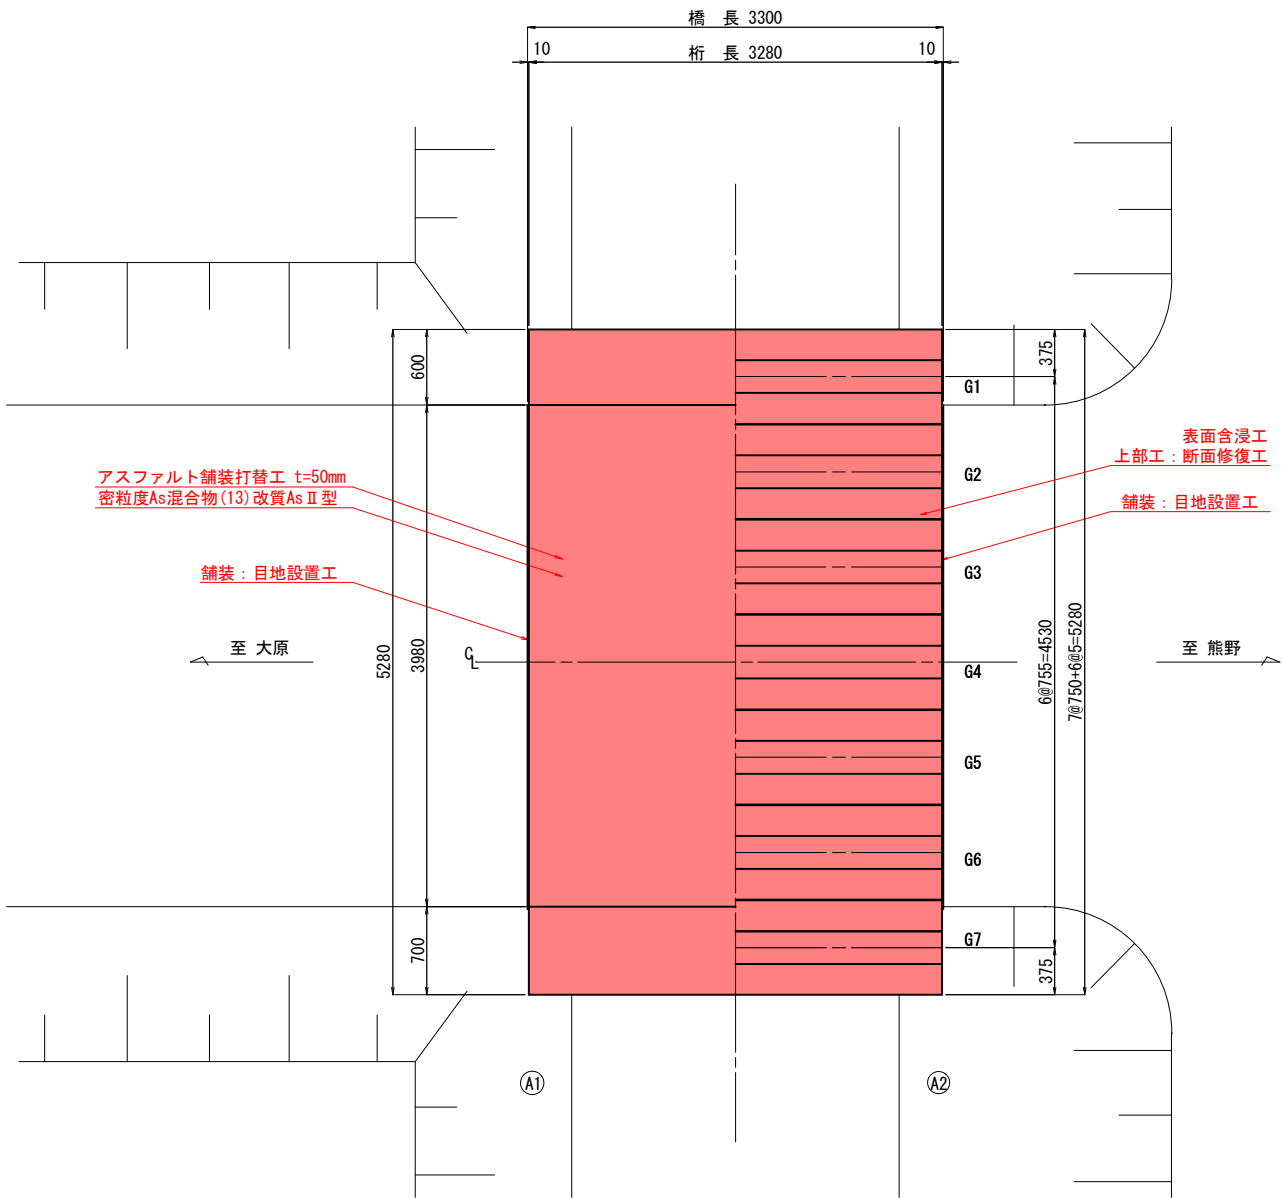 橋 長 3300
10
桁 長 3280
10
600
375
G1
表面含浸工
上部工：断面修復工
G2
アスファルト舗装打替工 t=50mm
密粒度As混合物(13)改質AsⅡ型
舗装：目地設置工
舗装：目地設置工
G3
至 大原
5280
3980
CL
G4
6@755=4530
7@750+6@5=5280
至 熊野
G5
G6
700
G7
375
A1
A2